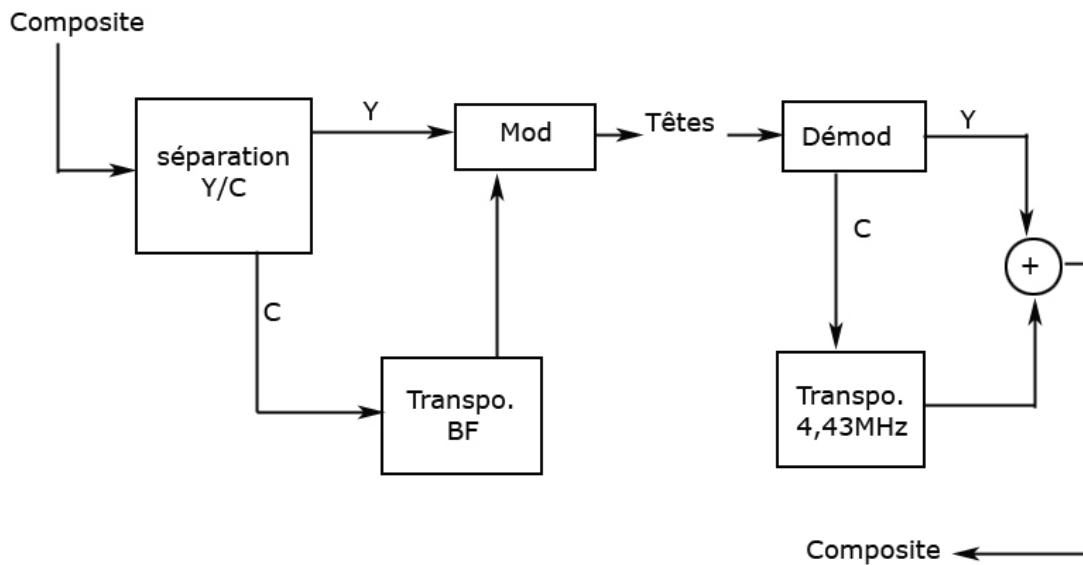 Composite
séparation
Y/C
Y
Mod
Têtes
Démod
Y
C
C
+
Transpo.
BF
Transpo.
4,43MHz
Composite